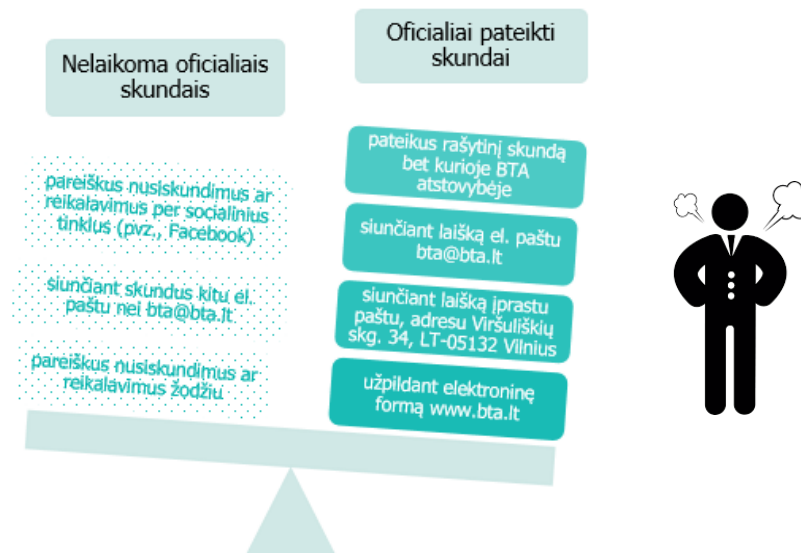 Nelaikoma oficialiais
skundais
pareiškus nusiskundimus ar
reikalavimus per socialinius
tinklus (pvz., Facebook)
siunčiant skundus kitu el.
paštu nei bta@bta.lt
pareiškus nusiskundimus ar
reikalavimus žodžiu
Oficialiai pateikti
skundai
pateikus rašytinį skundą
bet kurioje BTA
atstovybėje
siunčiant laišką el. paštu
bta@bta.lt
siunčiant laišką įprastu
paštu, adresu Viršuliškių
skg. 34, LT-05132 Vilnius
užpildant elektroninę
formą www.bta.lt